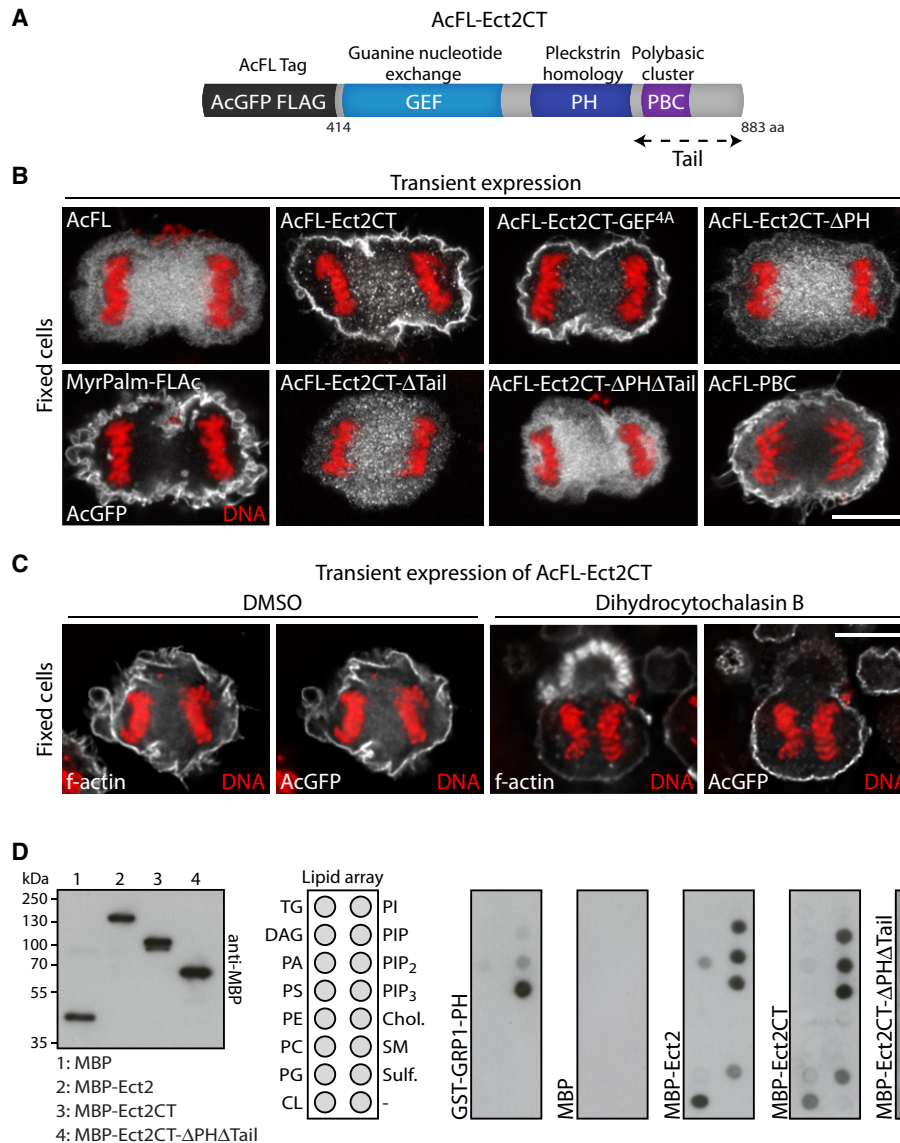 A
AcFL-Ect2CT
AcFL Tag
Guanine nucleotide
exchange
Pleckstrin
homology
Polybasic
cluster
AcGFP FLAG
GEF
PH
PBC
414
883 aa
Tail
B
Transient expression
Fixed cells
AcFL
AcFL-Ect2CT
AcFL-Ect2CT-GEF4A
AcFL-Ect2CT-ΔPH
MyrPalm-FLAc
AcGFP
DNA
AcFL-Ect2CT-ΔTail
AcFL-Ect2CT-ΔPHΔTail
AcFL-PBC
C
Transient expression of AcFL-Ect2CT
DMSO
Dihydrocytochalasin B
Fixed cells
f-actin
DNA
AcGFP
DNA
f-actin
DNA
AcGFP
DNA
D
kDa
1 2 3 4
250
130
100
70
55
35
anti-MBP
1: MBP
2: MBP-Ect2
3: MBP-Ect2CT
4: MBP-Ect2CT-ΔPHΔTail
Lipid array
TG PI
DAG PIP
PA PIP2
PS PIP3
PE Chol.
PC SM
PG Sulf.
CL -
GST-GRP1-PH
MBP
MBP-Ect2
MBP-Ect2CT
MBP-Ect2CT-ΔPHΔTail